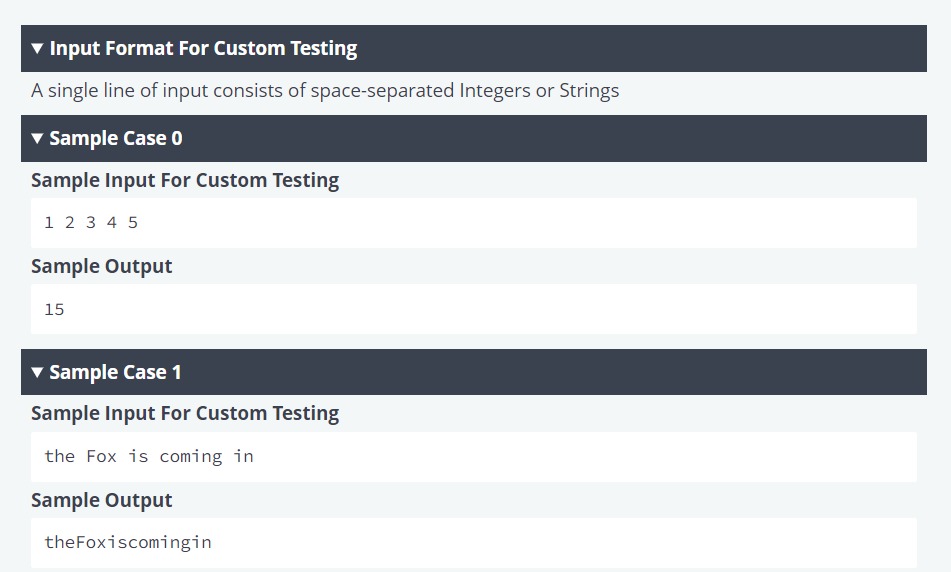 ▼ Input Format For Custom Testing
A single line of input consists of space-separated Integers or Strings
▼ Sample Case 0
Sample Input For Custom Testing
1 2 3 4 5
Sample Output
15
▼ Sample Case 1
Sample Input For Custom Testing
the Fox is coming in
Sample Output
theFoxiscomingin